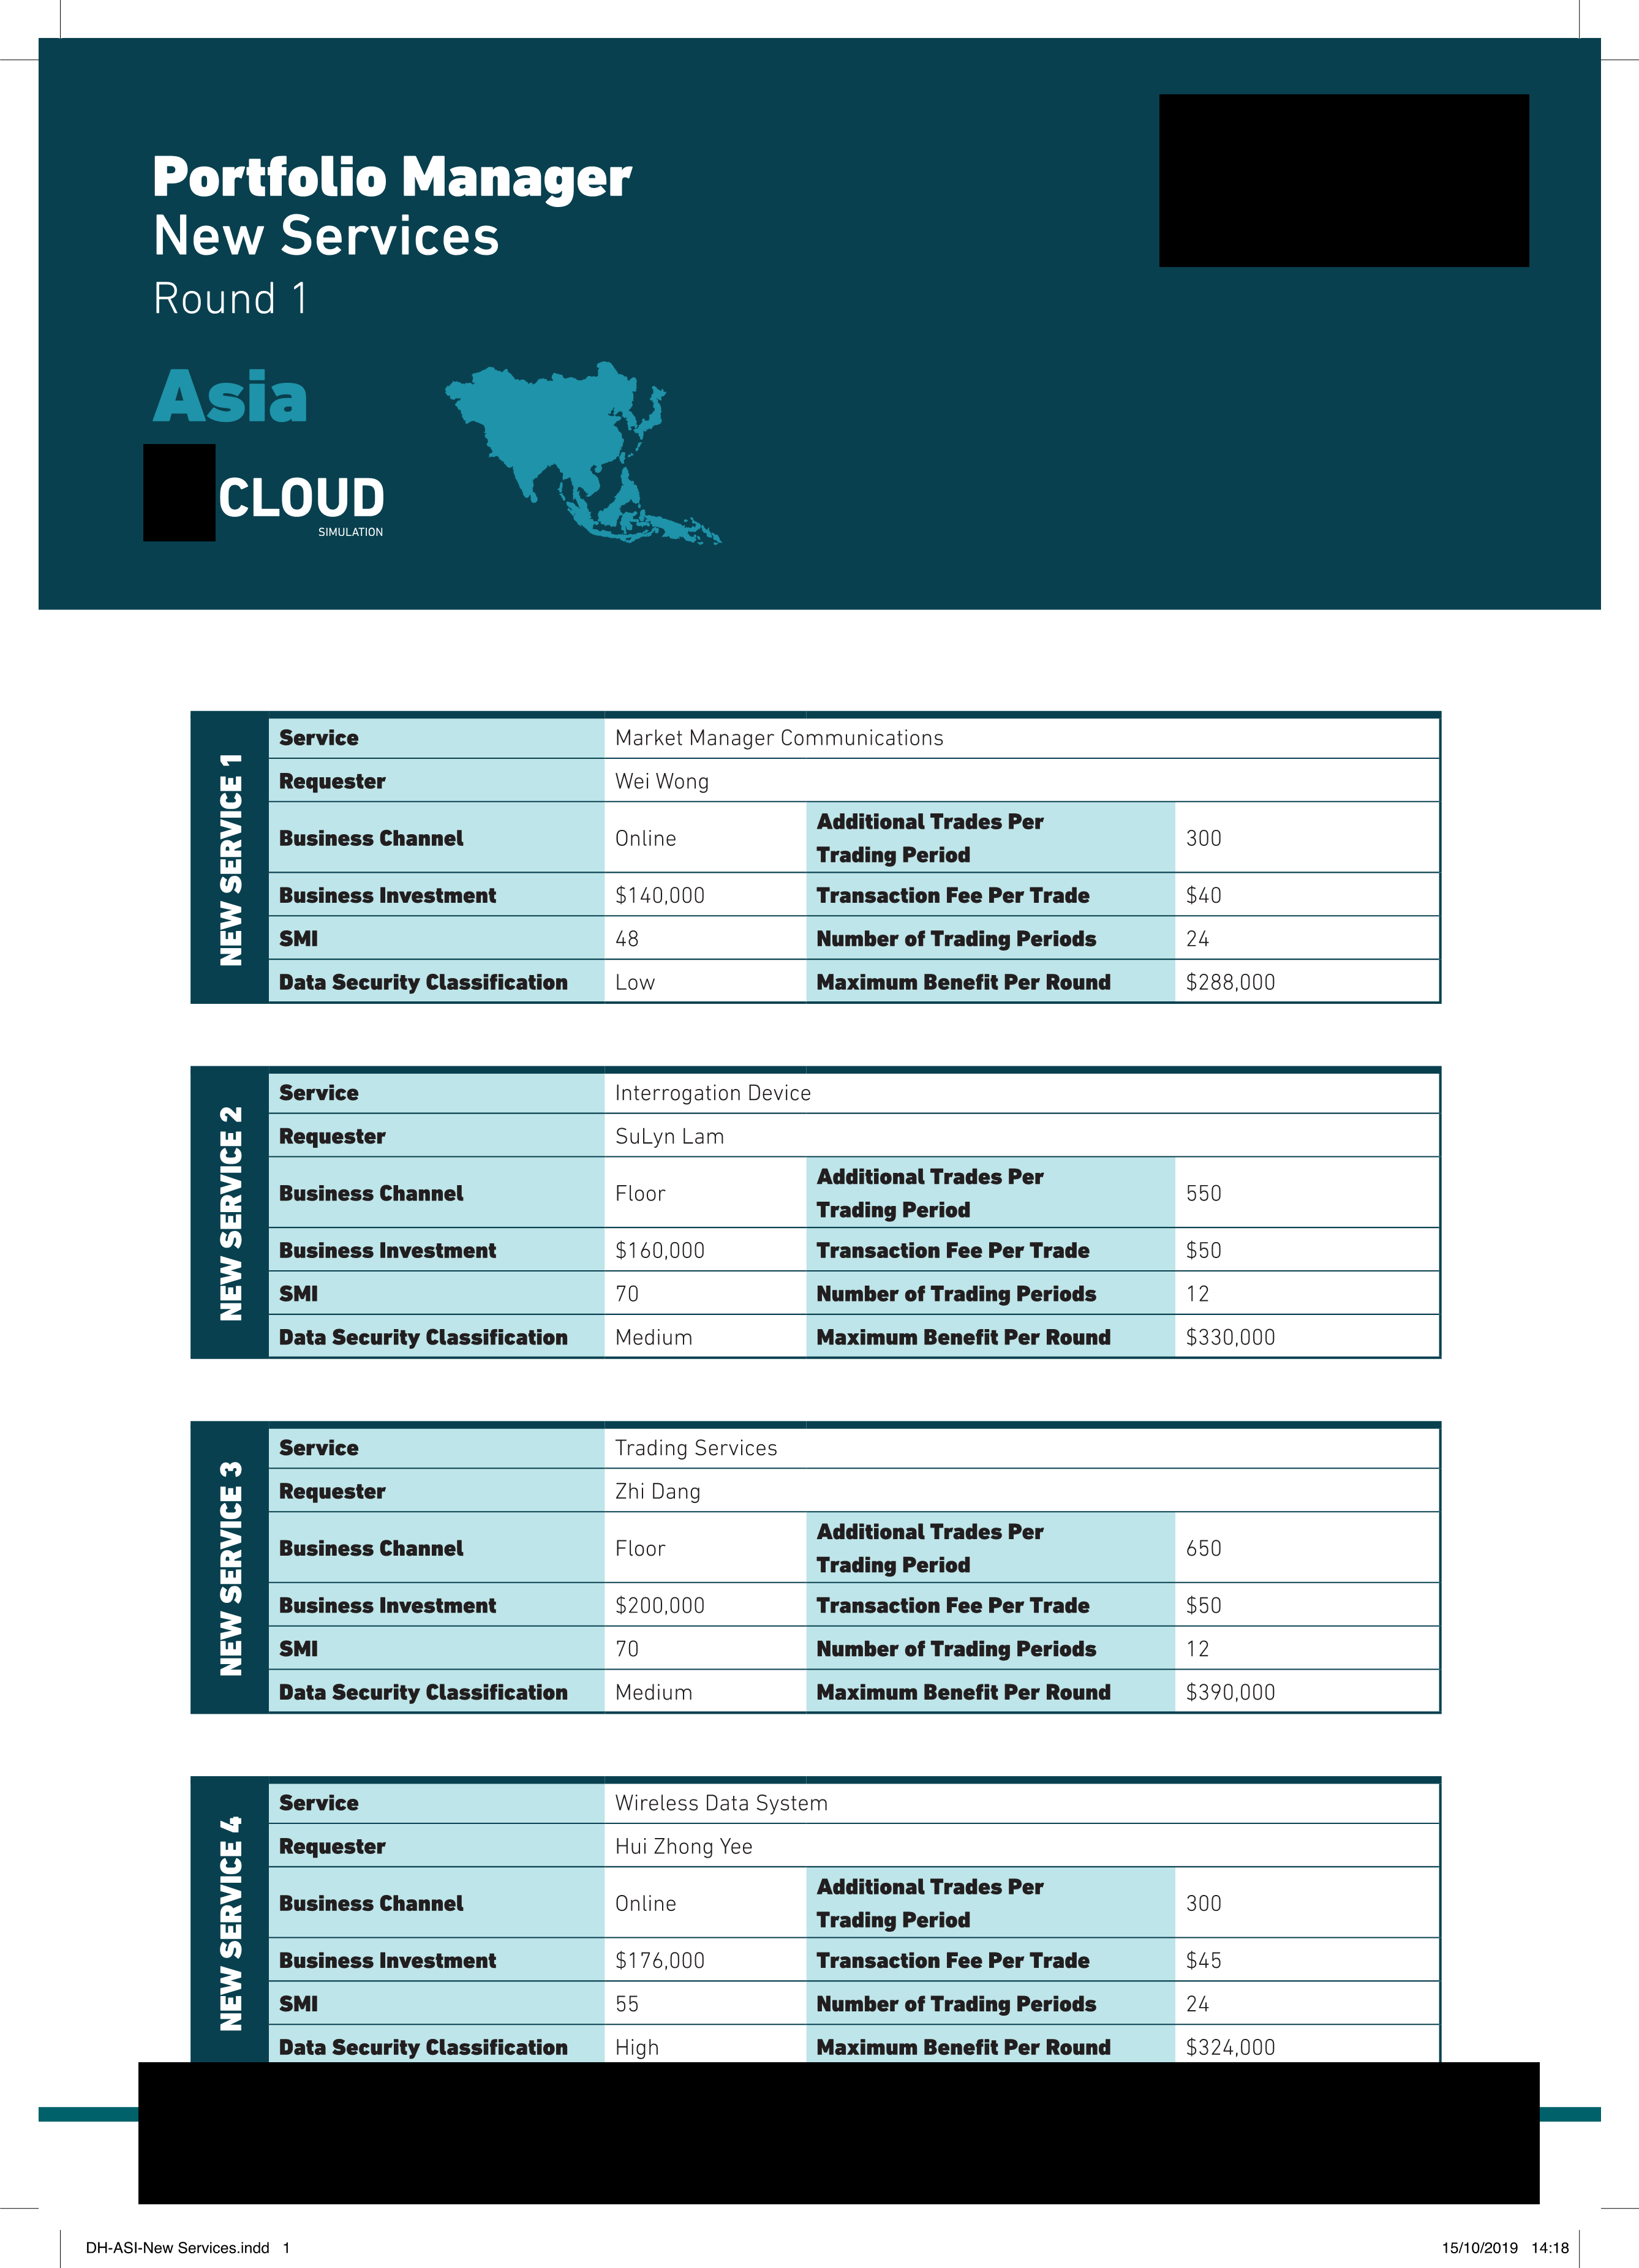 Portfolio Manager
New Services
Round 1
Asia
CLOUD
SIMULATION
NEW SERVICE 1
Service Market Manager Communications
Requester Wei Wong
Business Channel Online Additional Trades Per Trading Period 300
Business Investment $140,000 Transaction Fee Per Trade $40
SMI 48 Number of Trading Periods 24
Data Security Classification Low Maximum Benefit Per Round $288,000
NEW SERVICE 2
Service Interrogation Device
Requester SuLyn Lam
Business Channel Floor Additional Trades Per Trading Period 550
Business Investment $160,000 Transaction Fee Per Trade $50
SMI 70 Number of Trading Periods 12
Data Security Classification Medium Maximum Benefit Per Round $330,000
NEW SERVICE 3
Service Trading Services
Requester Zhi Dang
Business Channel Floor Additional Trades Per Trading Period 650
Business Investment $200,000 Transaction Fee Per Trade $50
SMI 70 Number of Trading Periods 12
Data Security Classification Medium Maximum Benefit Per Round $390,000
NEW SERVICE 4
Service Wireless Data System
Requester Hui Zhong Yee
Business Channel Online Additional Trades Per Trading Period 300
Business Investment $176,000 Transaction Fee Per Trade $45
SMI 55 Number of Trading Periods 24
Data Security Classification High Maximum Benefit Per Round $324,000
DH-ASI-New Services.indd 1 15/10/2019 14:18